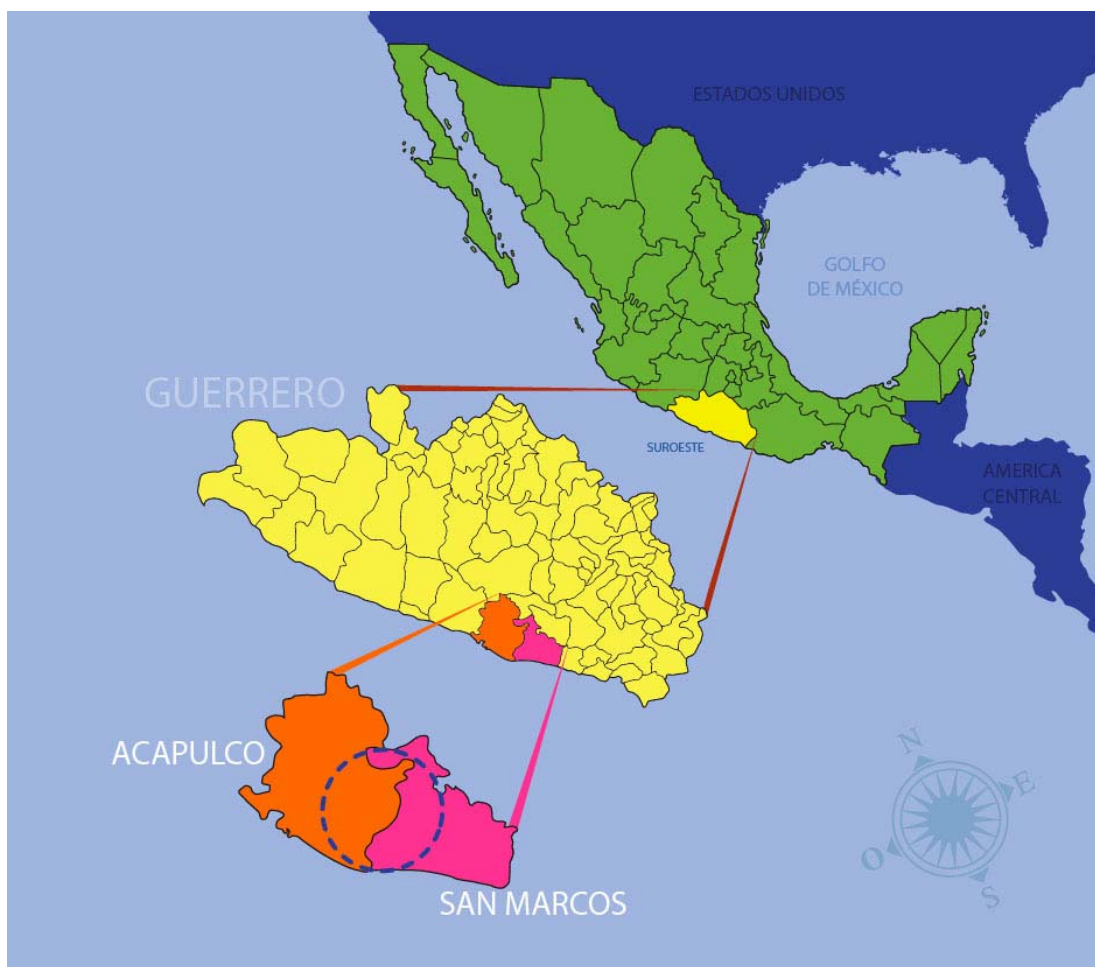 ESTADOS UNIDOS
GOLFO
DE MÉXICO
GUERRERO
SUROESTE
AMERICA
CENTRAL
ACAPULCO
SAN MARCOS
N
E
O
S